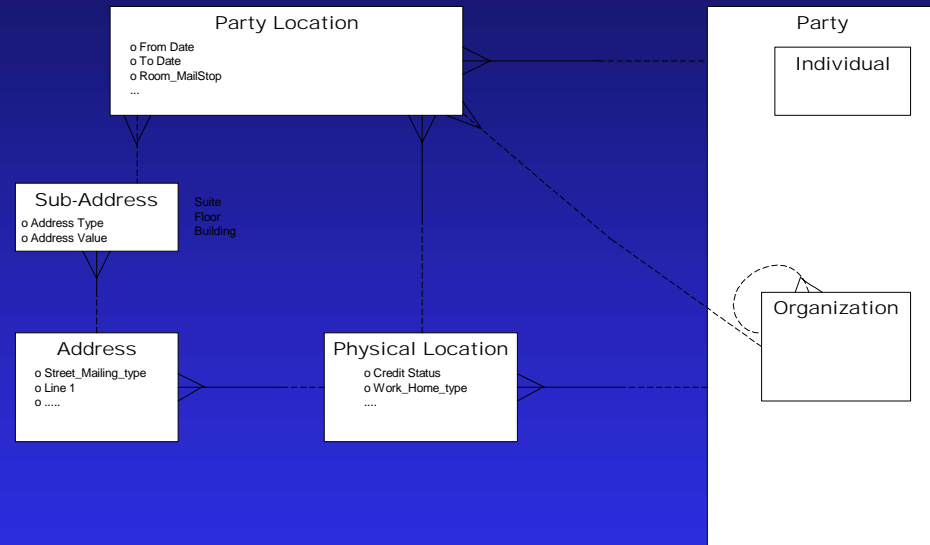 Party Location
o From Date
o To Date
o Room_MailStop
...
Party
Individual
Sub-Address
o Address Type
o Address Value
Suite
Floor
Building
Organization
Address
o Street_Mailing_type
o Line 1
o .....
Physical Location
o Credit Status
o Work_Home_type
....